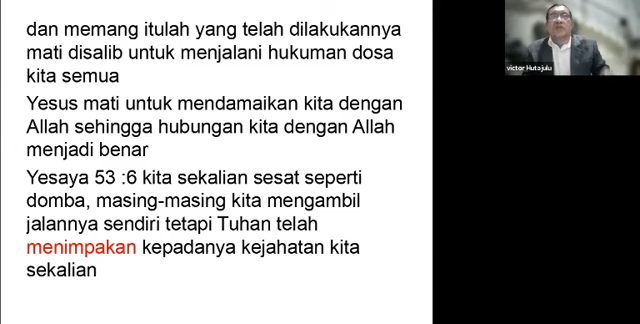 dan memang itulah yang telah dilakukannya
mati disalib untuk menjalani hukuman dosa
kita semua
Yesus mati untuk mendamaikan kita dengan
Allah sehingga hubungan kita dengan Allah
menjadi benar
Yesaya 53 :6 kita sekalian sesat seperti
domba, masing-masing kita mengambil
jalannya sendiri tetapi Tuhan telah
menimpakan kepadanya kejahatan kita
sekalian
victor Hutajulu